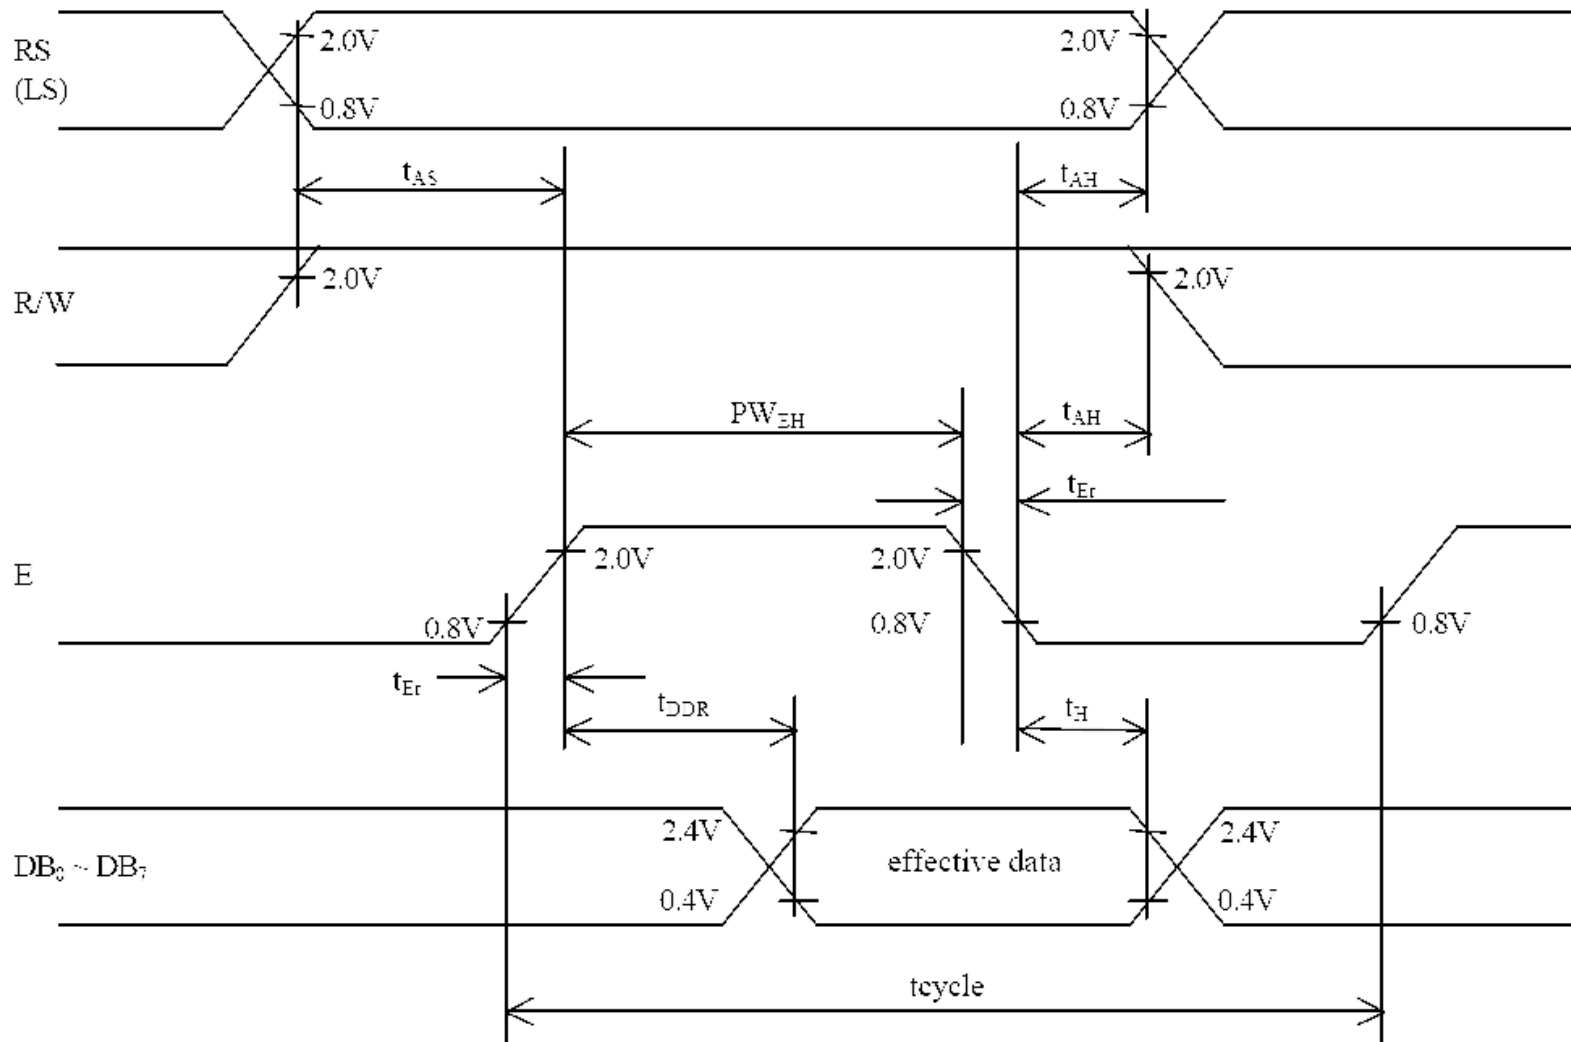 RS
(LS)
2.0V
2.0V
0.8V
0.8V
tAS
tAH
R/W
2.0V
2.0V
PWEH
tAH
tEr
E
2.0V
2.0V
0.8V
0.8V
0.8V
tEr
tDDR
tH
DB0 ~ DB7
2.4V
2.4V
effective data
0.4V
0.4V
tcycle